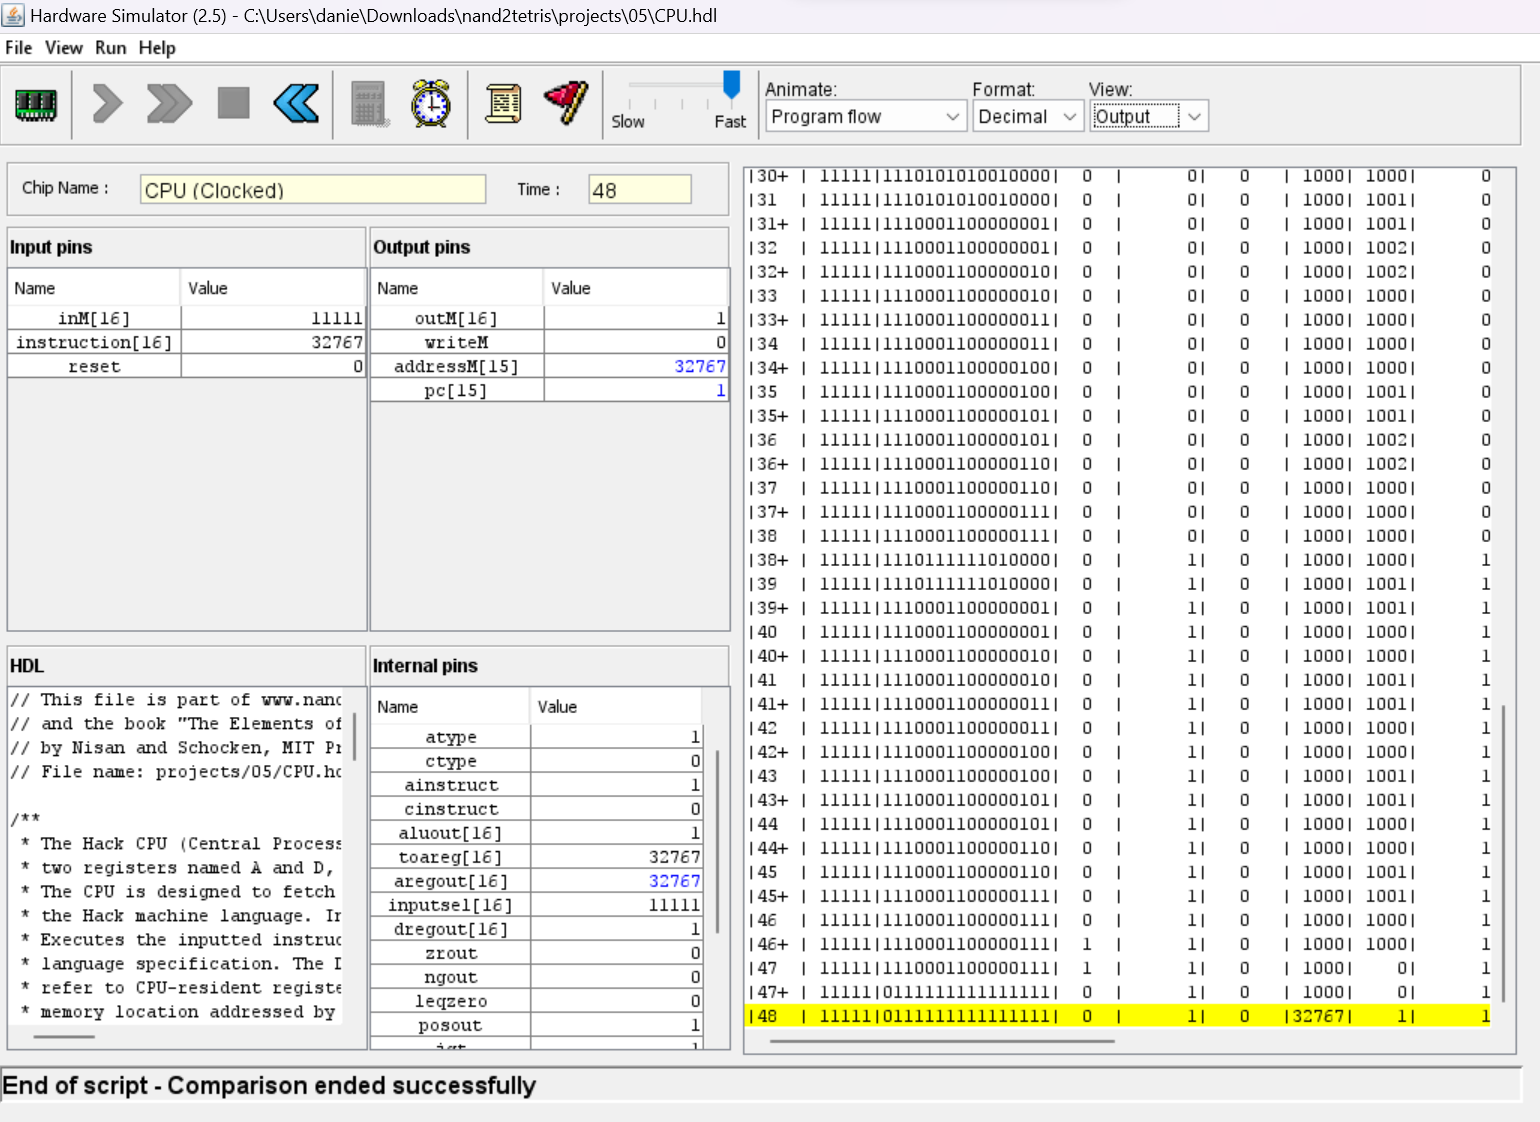 Hardware Simulator (2.5) - C:\Users\danie\Downloads\nand2tetris\projects\05\CPU.hdl
File View Run Help
Slow Fast
Animate: Format: View:
Program flow Decimal Output
Chip Name : CPU (Clocked) Time : 48
Input pins
Name Value
inM[16] 11111
instruction[16] 32767
reset 0
Output pins
Name Value
outM[16] 1
writeM 0
addressM[15] 32767
pc[15] 1
HDL
// This file is part of www.nand
// and the book "The Elements of
// by Nisan and Schocken, MIT Pr
// File name: projects/05/CPU.hd
/**
* The Hack CPU (Central Process
* two registers named A and D,
* The CPU is designed to fetch
* the Hack machine language. In
* Executes the inputted instruc
* language specification. The D
* refer to CPU-resident registe
* memory location addressed by
Internal pins
Name Value
atype 1
ctype 0
ainstruct 1
cinstruct 0
aluout[16] 1
toareg[16] 32767
aregout[16] 32767
inputsel[16] 11111
dregout[16] 1
zrout 0
ngout 0
leqzero 0
posout 1
jgt 1
|30+ | 11111|1110101010010000| 0 | 0| 0 | 1000| 1000| 0
|31 | 11111|1110101010010000| 0 | 0| 0 | 1000| 1001| 0
|31+ | 11111|1110001100000001| 0 | 0| 0 | 1000| 1001| 0
|32 | 11111|1110001100000001| 0 | 0| 0 | 1000| 1002| 0
|32+ | 11111|1110001100000010| 0 | 0| 0 | 1000| 1002| 0
|33 | 11111|1110001100000010| 0 | 0| 0 | 1000| 1000| 0
|33+ | 11111|1110001100000011| 0 | 0| 0 | 1000| 1000| 0
|34 | 11111|1110001100000011| 0 | 0| 0 | 1000| 1000| 0
|34+ | 11111|1110001100000100| 0 | 0| 0 | 1000| 1000| 0
|35 | 11111|1110001100000100| 0 | 0| 0 | 1000| 1001| 0
|35+ | 11111|1110001100000101| 0 | 0| 0 | 1000| 1001| 0
|36 | 11111|1110001100000101| 0 | 0| 0 | 1000| 1002| 0
|36+ | 11111|1110001100000110| 0 | 0| 0 | 1000| 1002| 0
|37 | 11111|1110001100000110| 0 | 0| 0 | 1000| 1000| 0
|37+ | 11111|1110001100000111| 0 | 0| 0 | 1000| 1000| 0
|38 | 11111|1110001100000111| 0 | 0| 0 | 1000| 1000| 0
|38+ | 11111|1110111111010000| 0 | 1| 0 | 1000| 1000| 1
|39 | 11111|1110111111010000| 0 | 1| 0 | 1000| 1001| 1
|39+ | 11111|1110001100000001| 0 | 1| 0 | 1000| 1001| 1
|40 | 11111|1110001100000001| 0 | 1| 0 | 1000| 1000| 1
|40+ | 11111|1110001100000010| 0 | 1| 0 | 1000| 1000| 1
|41 | 11111|1110001100000010| 0 | 1| 0 | 1000| 1001| 1
|41+ | 11111|1110001100000011| 0 | 1| 0 | 1000| 1001| 1
|42 | 11111|1110001100000011| 0 | 1| 0 | 1000| 1000| 1
|42+ | 11111|1110001100000100| 0 | 1| 0 | 1000| 1000| 1
|43 | 11111|1110001100000100| 0 | 1| 0 | 1000| 1001| 1
|43+ | 11111|1110001100000101| 0 | 1| 0 | 1000| 1001| 1
|44 | 11111|1110001100000101| 0 | 1| 0 | 1000| 1000| 1
|44+ | 11111|1110001100000110| 0 | 1| 0 | 1000| 1000| 1
|45 | 11111|1110001100000110| 0 | 1| 0 | 1000| 1001| 1
|45+ | 11111|1110001100000111| 0 | 1| 0 | 1000| 1001| 1
|46 | 11111|1110001100000111| 0 | 1| 0 | 1000| 1000| 1
|46+ | 11111|1110001100000111| 1 | 1| 0 | 1000| 1000| 1
|47 | 11111|1110001100000111| 1 | 1| 0 | 1000| 0| 1
|47+ | 11111|0111111111111111| 0 | 1| 0 | 1000| 0| 1
|48 | 11111|0111111111111111| 0 | 1| 0 |32767| 1| 1
End of script - Comparison ended successfully